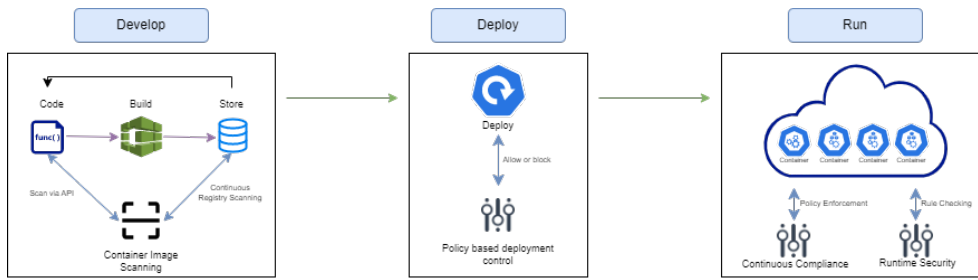 Develop
Deploy
Run
Code
Build
Store
func()
Scan via API
Continuous
Registry Scanning
Container Image
Scanning
Deploy
Allow or block
Policy based deployment
control
Container
Container
Container
Container
Policy Enforcement
Rule Checking
Continuous Compliance
Runtime Security